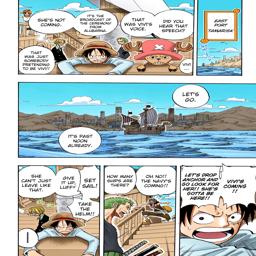 SHE'S NOT
COMING.
IT'S THE
BROADCAST OF
THE CEREMONY
FROM
ALUBARNA.
THAT WAS
VIVI'S
VOICE.
DID YOU
HEAR THAT
SPEECH?
EAST
PORT
TAMARISK
THAT WAS
JUST
SOMEBODY
PRETENDING
TO BE VIVI!
VIVI!
LET'S
GO.
IT'S PAST
NOON
ALREADY.
SHE
CAN'T JUST
LEAVE LIKE
THAT.
GIVE IT
UP,
LUFFY.
SET
SAIL!
TAKE
THE
HELM!!
HOW MANY
SHIPS ARE
THERE?
OH NO!!
THE NAVY'S
COMING!!
LET'S
DROP
ANCHOR AND
GO LOOK FOR
HER!! SHE'S
GOTTA BE
HERE!!
VIVI'S
COMING
!!